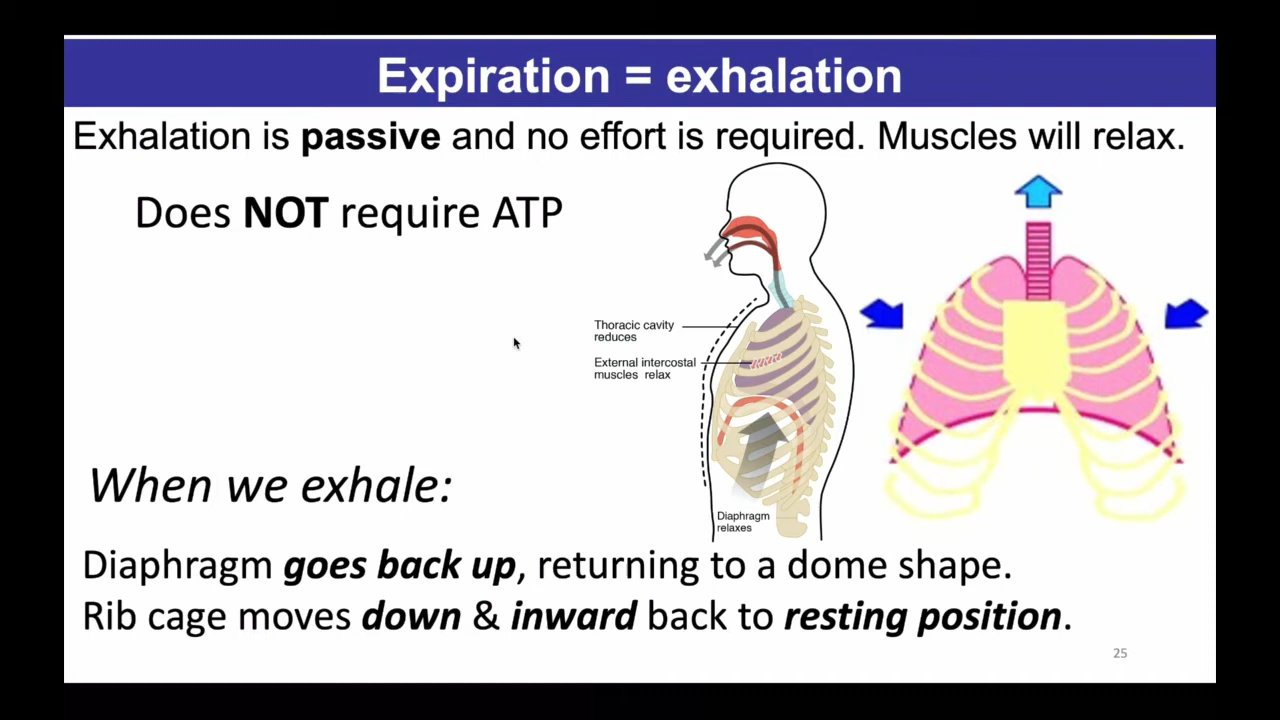 Expiration = exhalation
Exhalation is passive and no effort is required. Muscles will relax.
Does NOT require ATP
Thoracic cavity
reduces
External intercostal
muscles relax
Diaphragm
relaxes
When we exhale:
Diaphragm goes back up, returning to a dome shape.
Rib cage moves down & inward back to resting position.
25